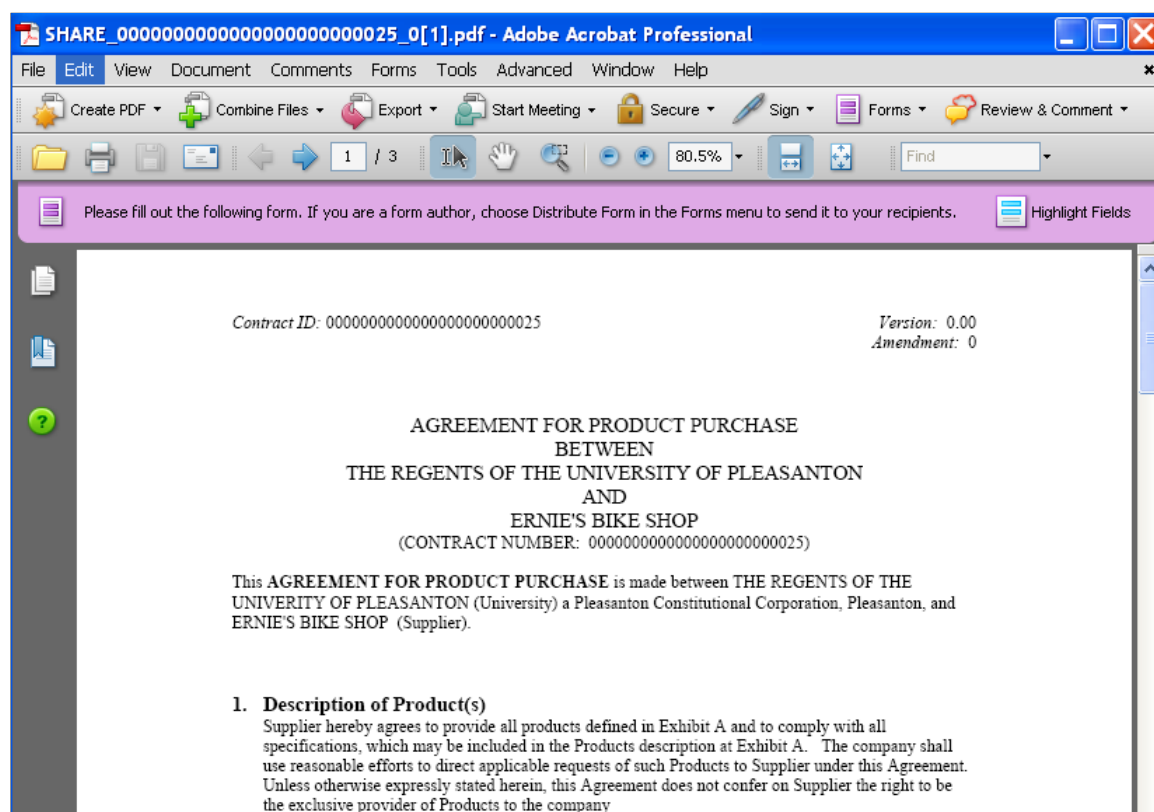 SHARE_0000000000000000000000025_0[1].pdf - Adobe Acrobat Professional
File Edit View Document Comments Forms Tools Advanced Window Help
Create PDF Combine Files Export Start Meeting Secure Sign Forms Review & Comment
1 / 3 80.5% Find
Please fill out the following form. If you are a form author, choose Distribute Form in the Forms menu to send it to your recipients. Highlight Fields
Contract ID: 0000000000000000000000025 Version: 0.00
Amendment: 0
AGREEMENT FOR PRODUCT PURCHASE
BETWEEN
THE REGENTS OF THE UNIVERSITY OF PLEASANTON
AND
ERNIE'S BIKE SHOP
(CONTRACT NUMBER: 0000000000000000000000025)
This AGREEMENT FOR PRODUCT PURCHASE is made between THE REGENTS OF THE
UNIVERITY OF PLEASANTON (University) a Pleasanton Constitutional Corporation, Pleasanton, and
ERNIE'S BIKE SHOP (Supplier).
1. Description of Product(s)
Supplier hereby agrees to provide all products defined in Exhibit A and to comply with all
specifications, which may be included in the Products description at Exhibit A. The company shall
use reasonable efforts to direct applicable requests of such Products to Supplier under this Agreement.
Unless otherwise expressly stated herein, this Agreement does not confer on Supplier the right to be
the exclusive provider of Products to the company